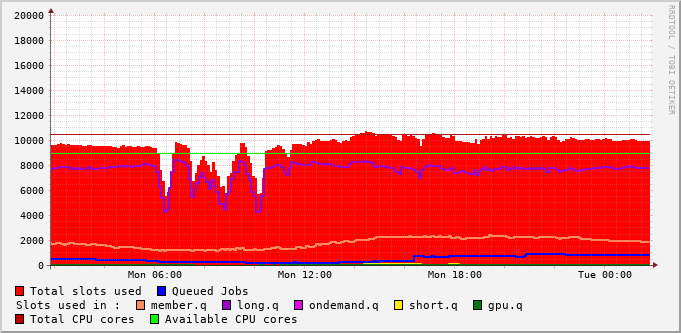 RRDTOOL / TOBI OETIKER
20000
18000
16000
14000
12000
10000
8000
6000
4000
2000
0
Mon 06:00 Mon 12:00 Mon 18:00 Tue 00:00
Total slots used Queued Jobs
Slots used in : member.q long.q ondemand.q short.q gpu.q
Total CPU cores Available CPU cores